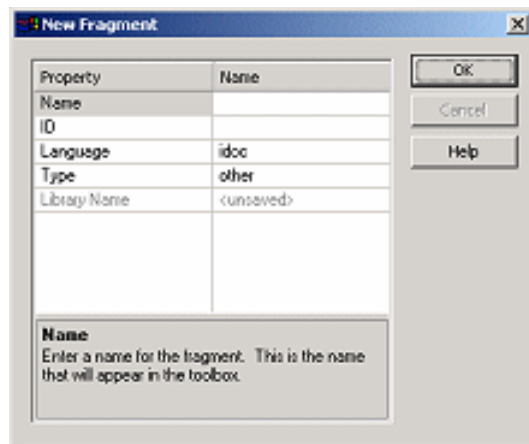 New Fragment
Property Name
Name
ID
Language idoc
Type other
Library Name <unsaved>
OK
Cancel
Help
Name
Enter a name for the fragment. This is the name
that will appear in the toolbox.